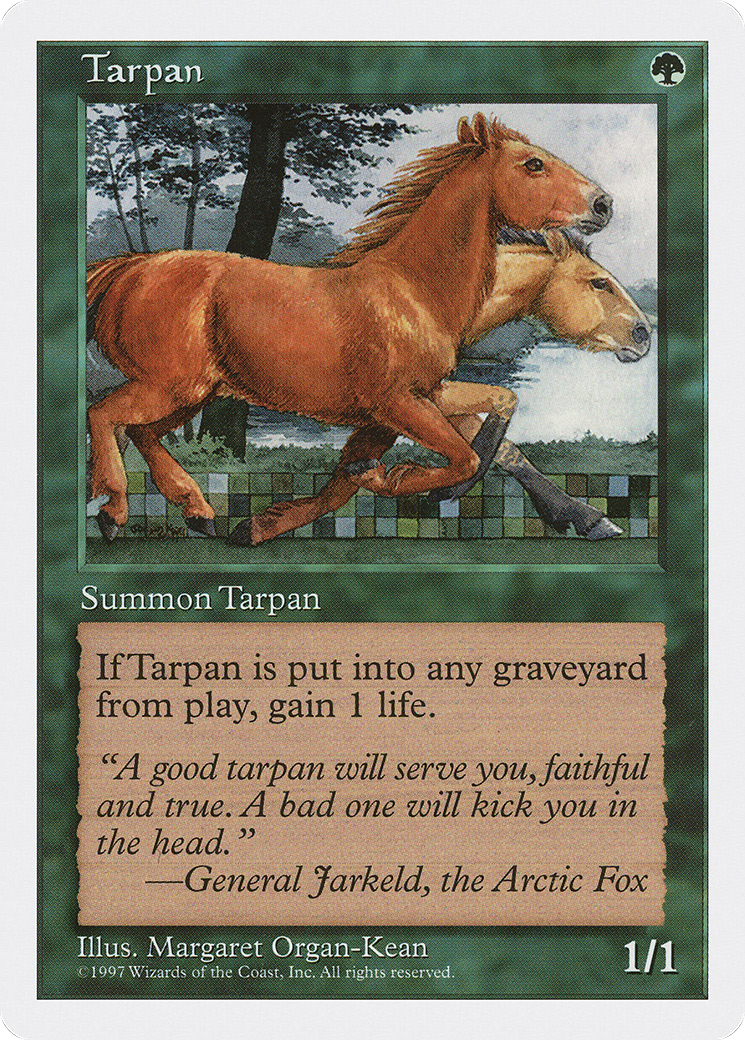 Tarpan
Summon Tarpan
If Tarpan is put into any graveyard
from play, gain 1 life.
“A good tarpan will serve you, faithful
and true. A bad one will kick you in
the head.”
—General Jarkeld, the Arctic Fox
Illus. Margaret Organ-Kean
©1997 Wizards of the Coast, Inc. All rights reserved.
1/1